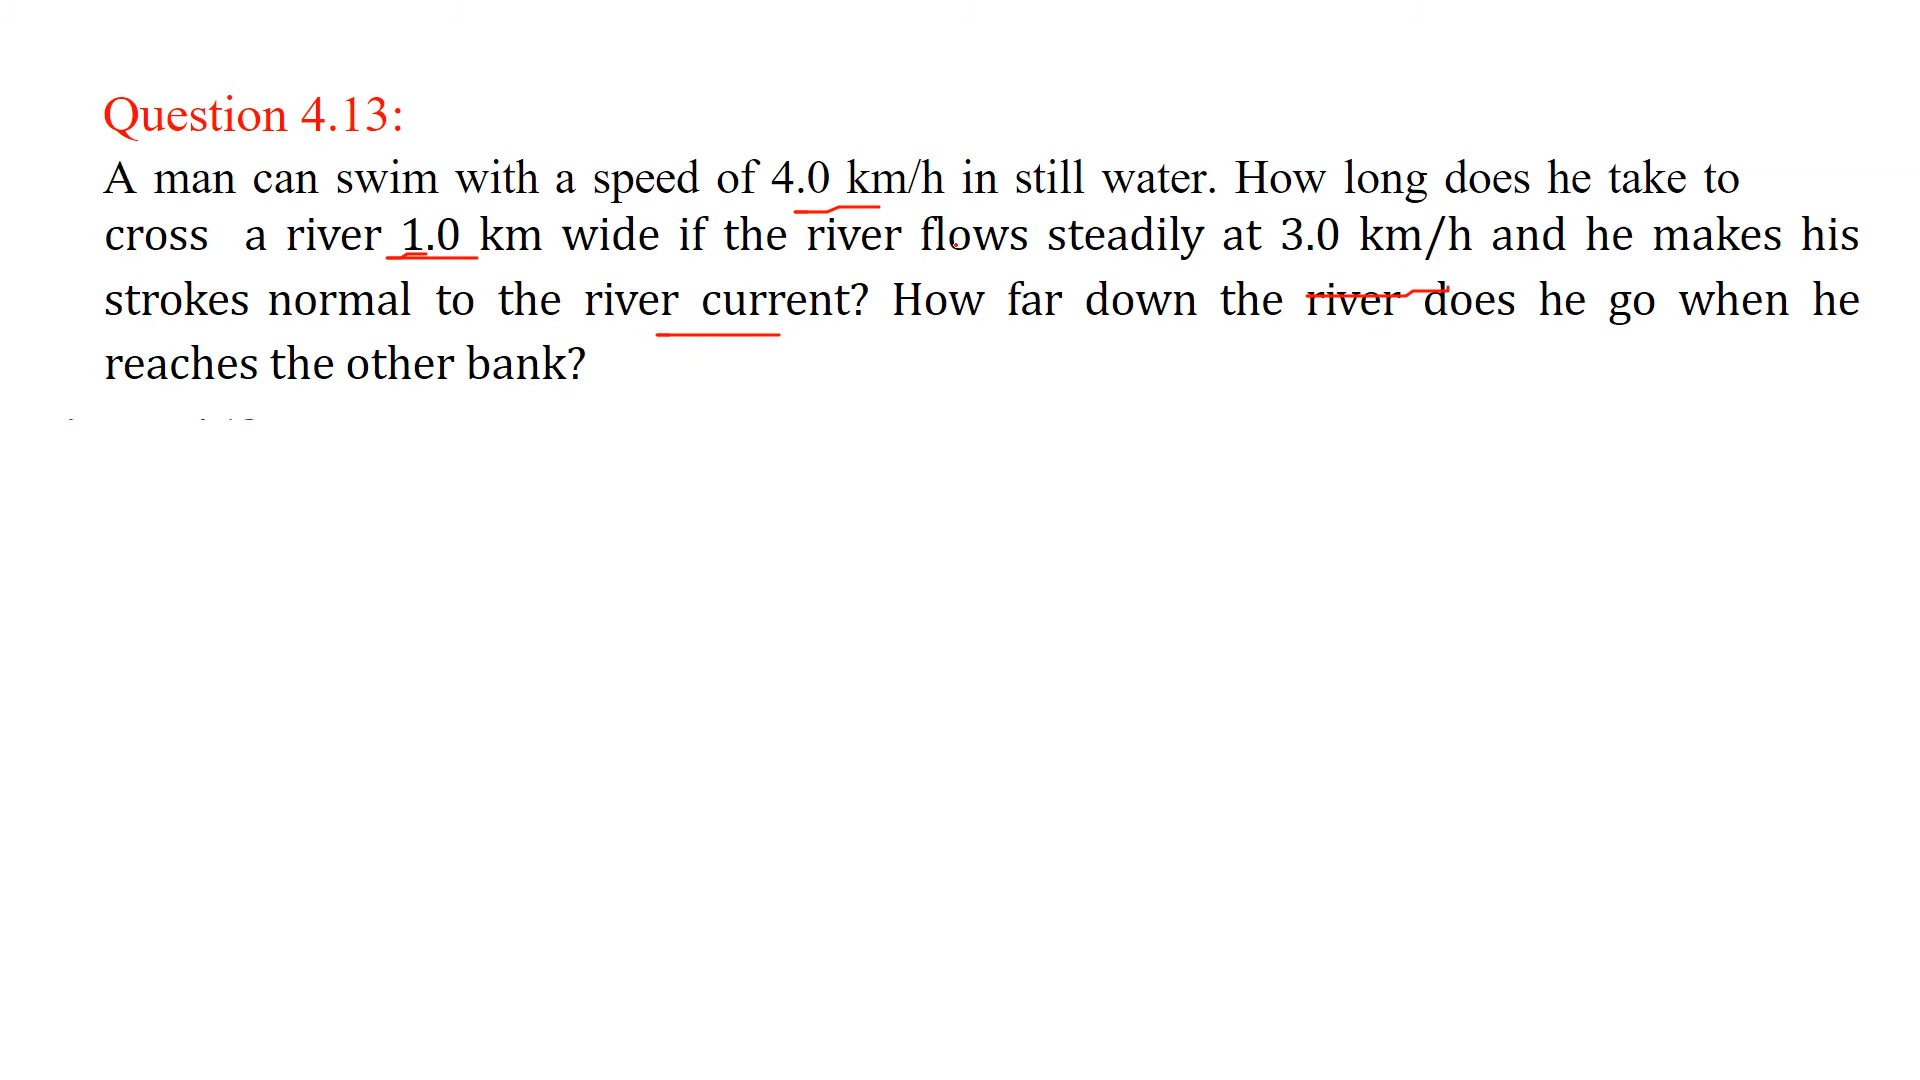 Question 4.13:
A man can swim with a speed of 4.0 km/h in still water. How long does he take to
cross a river 1.0 km wide if the river flows steadily at 3.0 km/h and he makes his
strokes normal to the river current? How far down the river does he go when he
reaches the other bank?